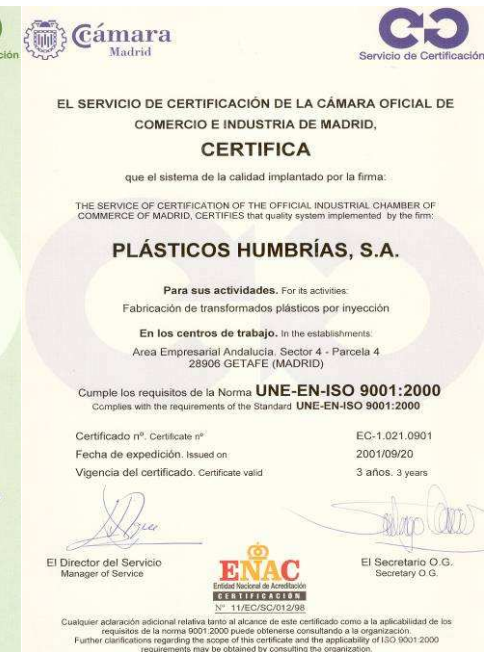 ción
Cámara
Madrid
Servicio de Certificación
EL SERVICIO DE CERTIFICACIÓN DE LA CÁMARA OFICIAL DE
COMERCIO E INDUSTRIA DE MADRID,
CERTIFICA
que el sistema de la calidad implantado por la firma:
THE SERVICE OF CERTIFICATION OF THE OFFICIAL INDUSTRIAL CHAMBER OF
COMMERCE OF MADRID, CERTIFIES that quality system implemented by the firm:
PLÁSTICOS HUMBRÍAS, S.A.
Para sus actividades. For its activities:
Fabricación de transformados plásticos por inyección
En los centros de trabajo. In the establishments:
Area Empresarial Andalucía. Sector 4 - Parcela 4
28906 GETAFE (MADRID)
Cumple los requisitos de la Norma UNE-EN-ISO 9001:2000
Complies with the requirements of the Standard UNE-EN-ISO 9001:2000
Certificado nº. Certificate nº EC-1.021.0901
Fecha de expedición. Issued on 2001/09/20
Vigencia del certificado. Certificate valid 3 años. 3 years
El Director del Servicio
Manager of Service
El Secretario O.G.
Secretary O.G.
ENAC
Entidad Nacional de Acreditación
CERTIFICACIÓN
Nº 11/EC/SC/012/98
Cualquier aclaración adicional relativa tanto al alcance de este certificado como a la aplicabilidad de los
requisitos de la norma 9001:2000 puede obtenerse consultando a la organización.
Further clarifications regarding the scope of this certificate and the applicability of ISO 9001:2000
requirements may be obtained by consulting the organization.